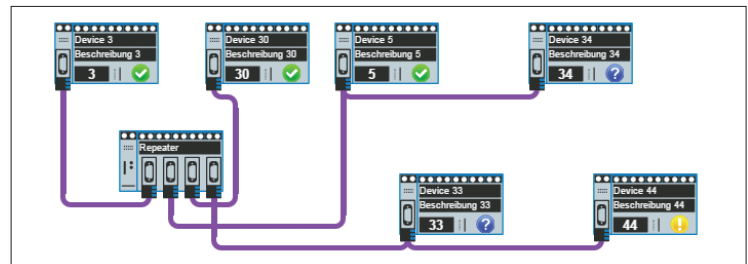 Device 3
Beschreibung 3
3
Device 30
Beschreibung 30
30
Device 5
Beschreibung 5
5
Device 34
Beschreibung 34
34
?
Repeater
Device 33
Beschreibung 33
33
?
Device 44
Beschreibung 44
44
!